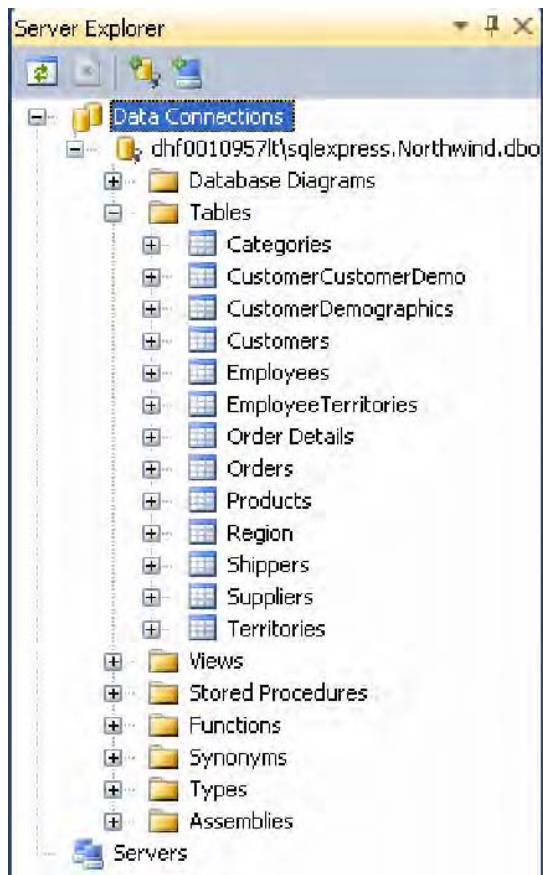 Server Explorer
Data Connections
dhf0010957lt\sqlexpress.Northwind.dbo
Database Diagrams
Tables
Categories
CustomerCustomerDemo
CustomerDemographics
Customers
Employees
EmployeeTerritories
Order Details
Orders
Products
Region
Shippers
Suppliers
Territories
Views
Stored Procedures
Functions
Synonyms
Types
Assemblies
Servers